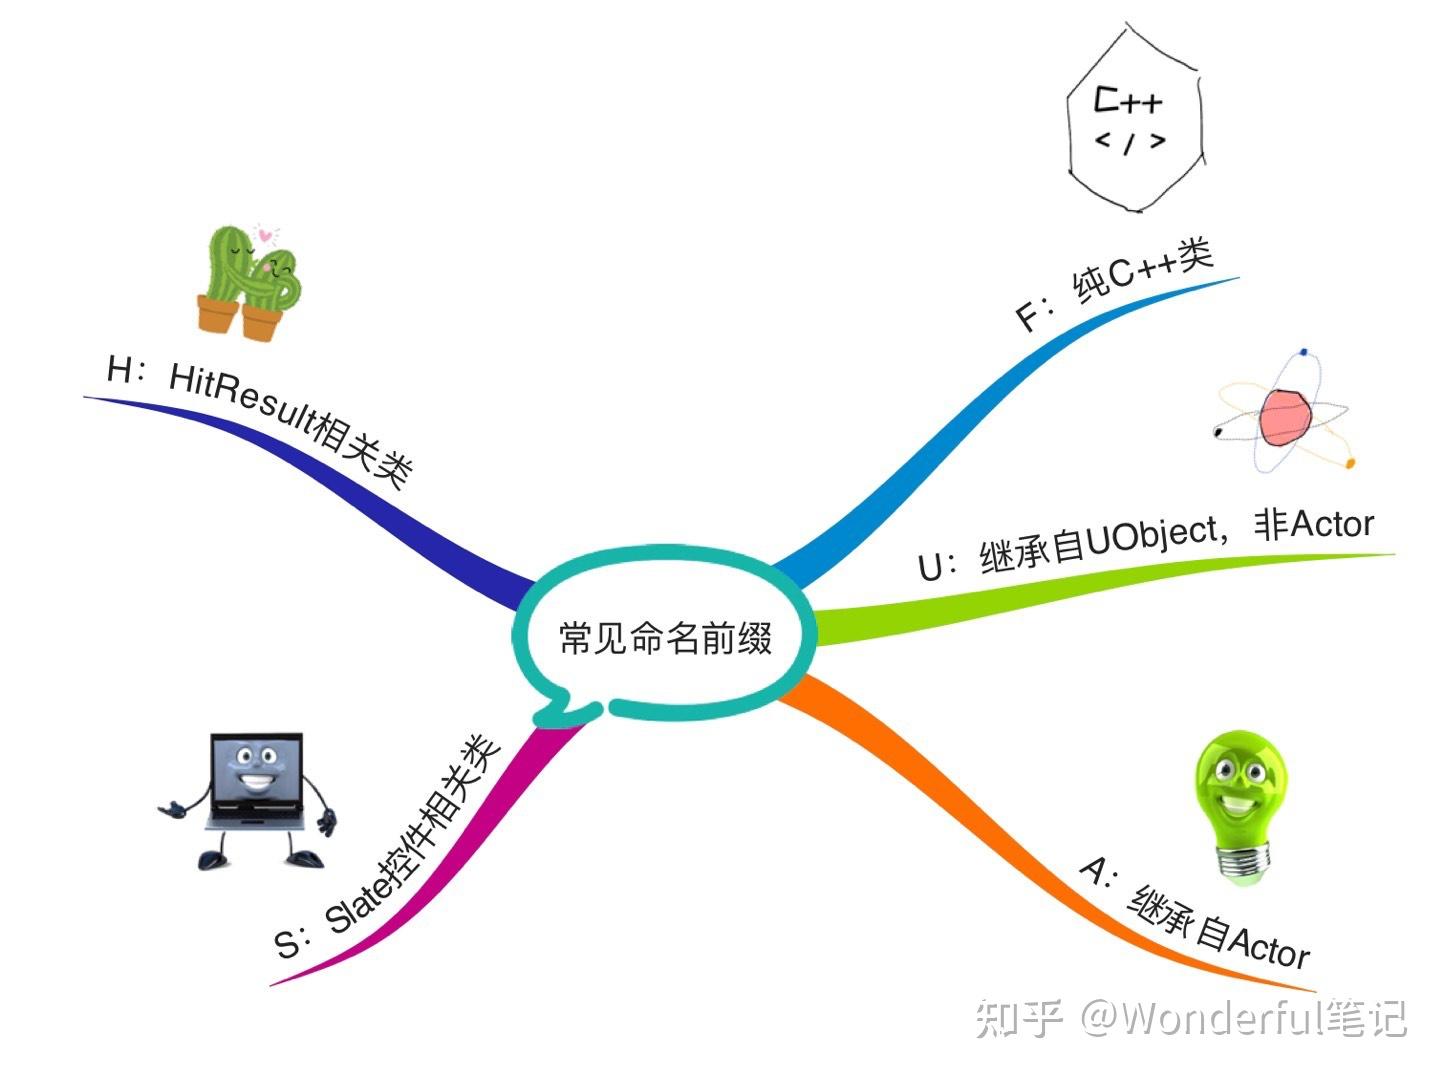 C++
< / >
F：纯C++类
H：HitResult相关类
U：继承自UObject，非Actor
常见命名前缀
S：Slate控件相关类
A：继承自Actor
知乎 @Wonderful笔记